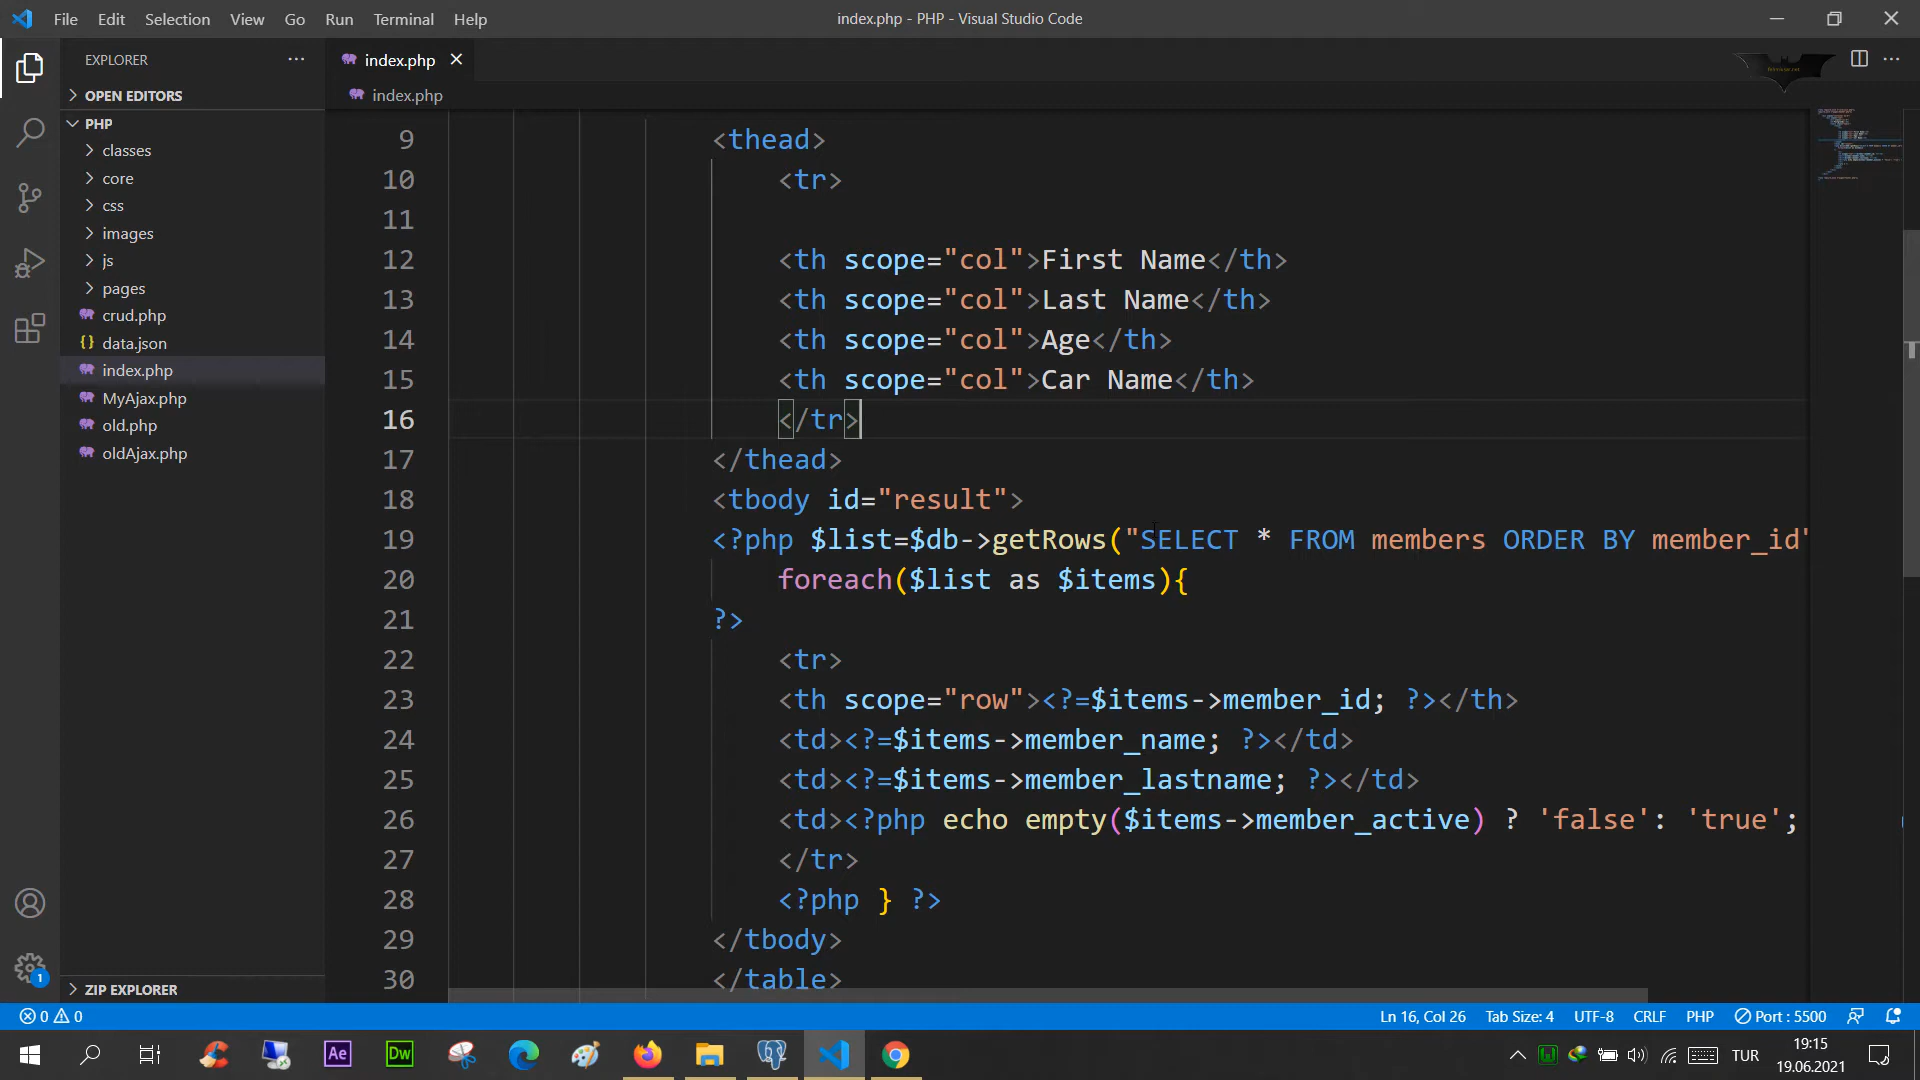 File Edit Selection View Go Run Terminal Help
index.php - PHP - Visual Studio Code
EXPLORER
OPEN EDITORS
PHP
classes
core
css
images
js
pages
crud.php
data.json
index.php
MyAjax.php
old.php
oldAjax.php
ZIP EXPLORER
index.php
index.php
9 <thead>
10 <tr>
11
12 <th scope="col">First Name</th>
13 <th scope="col">Last Name</th>
14 <th scope="col">Age</th>
15 <th scope="col">Car Name</th>
16 </tr>
17 </thead>
18 <tbody id="result">
19 <?php $list=$db->getRows("SELECT * FROM members ORDER BY member_id"
20 foreach($list as $items){
21 ?>
22 <tr>
23 <th scope="row"><?=$items->member_id; ?></th>
24 <td><?=$items->member_name; ?></td>
25 <td><?=$items->member_lastname; ?></td>
26 <td><?php echo empty($items->member_active) ? 'false': 'true';
27 </tr>
28 <?php } ?>
29 </tbody>
30 </table>
1
0 0 Ln 16, Col 26 Tab Size: 4 UTF-8 CRLF PHP Port : 5500
Ae Dw TUR
19:15
19.06.2021